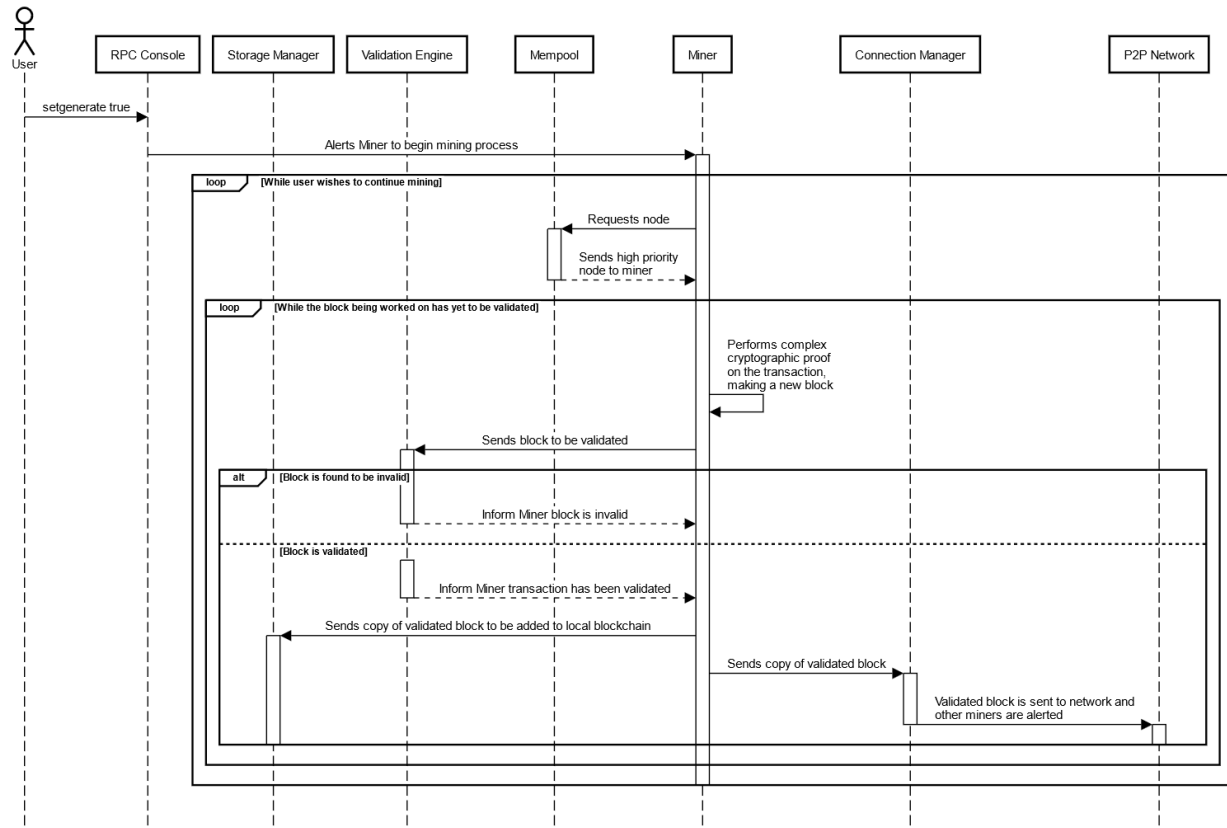 User
RPC Console
Storage Manager
Validation Engine
Mempool
Miner
Connection Manager
P2P Network
setgenerate true
Alerts Miner to begin mining process
loop
[While user wishes to continue mining]
Requests node
Sends high priority
node to miner
loop
[While the block being worked on has yet to be validated]
Performs complex
cryptographic proof
on the transaction,
making a new block
Sends block to be validated
alt
[Block is found to be invalid]
Inform Miner block is invalid
[Block is validated]
Inform Miner transaction has been validated
Sends copy of validated block to be added to local blockchain
Sends copy of validated block
Validated block is sent to network and
other miners are alerted